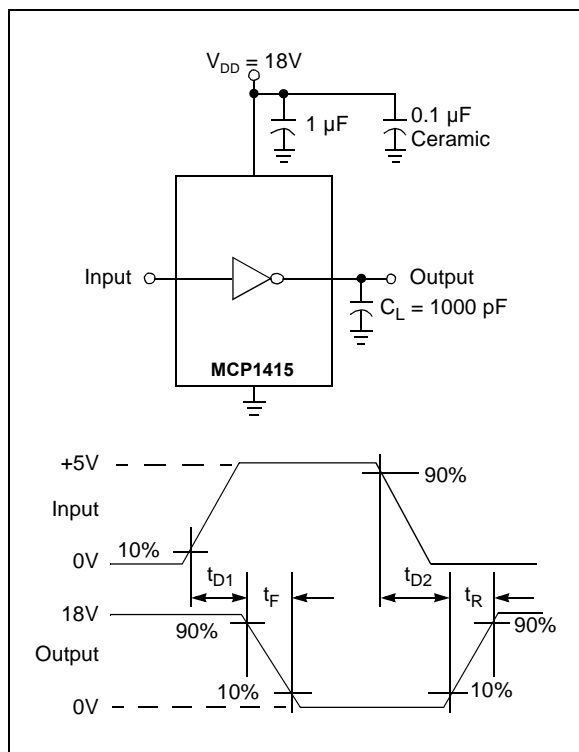 V_DD = 18V
1 µF
0.1 µF
Ceramic
Input
Output
C_L = 1000 pF
MCP1415
+5V
Input
0V
10%
90%
t_D1
t_F
t_D2
t_R
18V
90%
Output
0V
10%
90%
10%